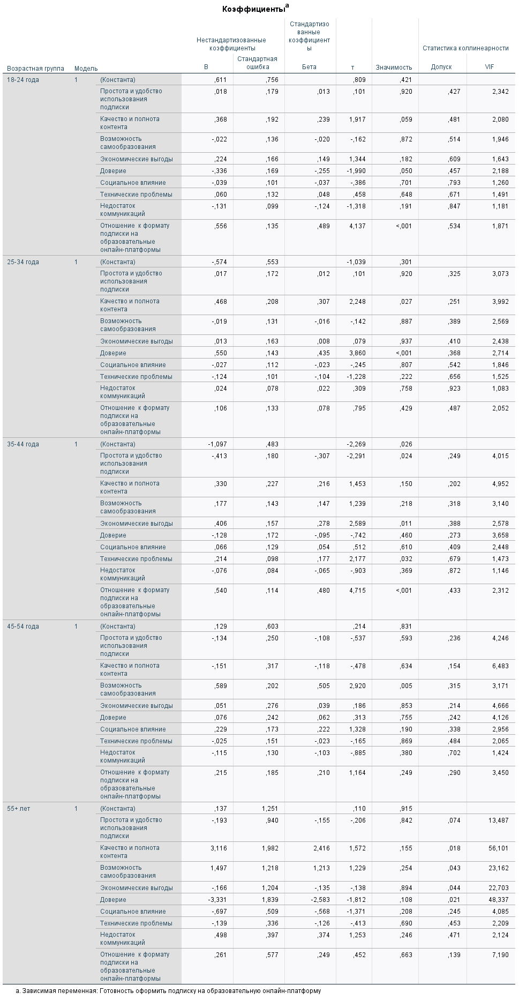 Коэффициентыa
Стандартизо
ванные
коэффициент
ы
Нестандартизованные
коэффициенты
Статистика коллинеарности
Возрастная группа Модель B Стандартная ошибка Бета т Значимость Допуск VIF
18-24 года 1 (Константа) ,611 ,756 ,809 ,421
Простота и удобство ,018 ,179 ,013 ,101 ,920 ,427 2,342
использования
подписки
Качество и полнота ,368 ,192 ,239 1,917 ,059 ,481 2,080
контента
Возможность -,022 ,136 -,020 -,162 ,872 ,514 1,946
самообразования
Экономические выгоды ,224 ,166 ,149 1,344 ,182 ,609 1,643
Доверие -,336 ,169 -,255 -1,990 ,050 ,457 2,188
Социальное влияние -,039 ,101 -,037 -,386 ,701 ,793 1,260
Технические проблемы ,060 ,132 ,048 ,458 ,648 ,671 1,491
Недостаток -,131 ,099 -,124 -1,318 ,191 ,847 1,181
коммуникаций
Отношение к формату ,556 ,135 ,489 4,137 <,001 ,534 1,871
подписки на
образовательные
онлайн-платформы
25-34 года 1 (Константа) -,574 ,553 -1,039 ,301
Простота и удобство ,017 ,172 ,012 ,101 ,920 ,325 3,073
использования
подписки
Качество и полнота ,468 ,208 ,307 2,248 ,027 ,251 3,992
контента
Возможность -,019 ,131 -,016 -,142 ,887 ,389 2,569
самообразования
Экономические выгоды ,013 ,163 ,008 ,079 ,937 ,410 2,438
Доверие ,550 ,143 ,435 3,860 <,001 ,368 2,714
Социальное влияние -,027 ,112 -,023 -,245 ,807 ,542 1,846
Технические проблемы -,124 ,101 -,104 -1,228 ,222 ,656 1,525
Недостаток ,024 ,078 ,022 ,309 ,758 ,923 1,083
коммуникаций
Отношение к формату ,106 ,133 ,078 ,795 ,429 ,487 2,052
подписки на
образовательные
онлайн-платформы
35-44 года 1 (Константа) -1,097 ,483 -2,269 ,026
Простота и удобство -,413 ,180 -,307 -2,291 ,024 ,249 4,015
использования
подписки
Качество и полнота ,330 ,227 ,216 1,453 ,150 ,202 4,952
контента
Возможность ,177 ,143 ,147 1,239 ,218 ,318 3,140
самообразования
Экономические выгоды ,406 ,157 ,278 2,589 ,011 ,388 2,578
Доверие -,128 ,172 -,095 -,742 ,460 ,273 3,658
Социальное влияние ,066 ,129 ,054 ,512 ,610 ,409 2,448
Технические проблемы ,214 ,098 ,177 2,177 ,032 ,679 1,473
Недостаток -,076 ,084 -,065 -,903 ,369 ,872 1,146
коммуникаций
Отношение к формату ,540 ,114 ,480 4,715 <,001 ,433 2,312
подписки на
образовательные
онлайн-платформы
45-54 года 1 (Константа) ,129 ,603 ,214 ,831
Простота и удобство -,134 ,250 -,108 -,537 ,593 ,236 4,246
использования
подписки
Качество и полнота -,151 ,317 -,118 -,478 ,634 ,154 6,483
контента
Возможность ,589 ,202 ,505 2,920 ,005 ,315 3,171
самообразования
Экономические выгоды ,051 ,276 ,039 ,186 ,853 ,214 4,666
Доверие ,076 ,242 ,062 ,313 ,755 ,242 4,126
Социальное влияние ,229 ,173 ,222 1,328 ,190 ,338 2,956
Технические проблемы -,025 ,151 -,023 -,165 ,869 ,484 2,065
Недостаток -,115 ,130 -,103 -,885 ,380 ,702 1,424
коммуникаций
Отношение к формату ,215 ,185 ,210 1,164 ,249 ,290 3,450
подписки на
образовательные
онлайн-платформы
55+ лет 1 (Константа) ,137 1,251 ,110 ,915
Простота и удобство -,193 ,940 -,155 -,206 ,842 ,074 13,487
использования
подписки
Качество и полнота 3,116 1,982 2,416 1,572 ,155 ,018 56,101
контента
Возможность 1,497 1,218 1,213 1,229 ,254 ,043 23,162
самообразования
Экономические выгоды -,166 1,204 -,135 -,138 ,894 ,044 22,703
Доверие -3,331 1,839 -2,583 -1,812 ,108 ,021 48,337
Социальное влияние -,697 ,509 -,568 -1,371 ,208 ,245 4,085
Технические проблемы -,139 ,336 -,126 -,413 ,690 ,453 2,209
Недостаток ,498 ,397 ,374 1,253 ,246 ,471 2,124
коммуникаций
Отношение к формату ,261 ,577 ,249 ,452 ,663 ,139 7,190
подписки на
образовательные
онлайн-платформы
a. Зависимая переменная: Готовность оформить подписку на образовательную онлайн-платформу